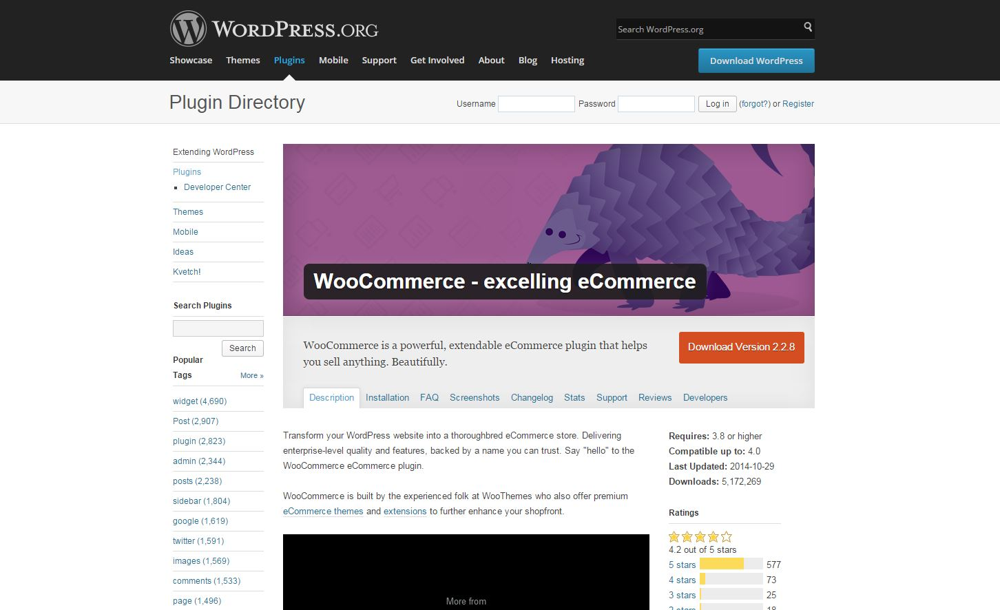 WORDPRESS.ORG
Search WordPress.org
Showcase Themes Plugins Mobile Support Get Involved About Blog Hosting
Download WordPress
Plugin Directory
Username Password Log in (forgot?) or Register
Extending WordPress
Plugins
Developer Center
Themes
Mobile
Ideas
Kvetch!
Search Plugins
Search
Popular
Tags More »
widget (4,690)
Post (2,907)
plugin (2,823)
admin (2,344)
posts (2,238)
sidebar (1,804)
google (1,619)
twitter (1,591)
images (1,569)
comments (1,533)
page (1,496)
WooCommerce - excelling eCommerce
WooCommerce is a powerful, extendable eCommerce plugin that helps
you sell anything. Beautifully.
Download Version 2.2.8
Description Installation FAQ Screenshots Changelog Stats Support Reviews Developers
Transform your WordPress website into a thoroughbred eCommerce store. Delivering
enterprise-level quality and features, backed by a name you can trust. Say "hello" to the
WooCommerce eCommerce plugin.
WooCommerce is built by the experienced folk at WooThemes who also offer premium
eCommerce themes and extensions to further enhance your shopfront.
More from
Requires: 3.8 or higher
Compatible up to: 4.0
Last Updated: 2014-10-29
Downloads: 5,172,269
Ratings
4.2 out of 5 stars
5 stars 577
4 stars 73
3 stars 25
2 stars 18